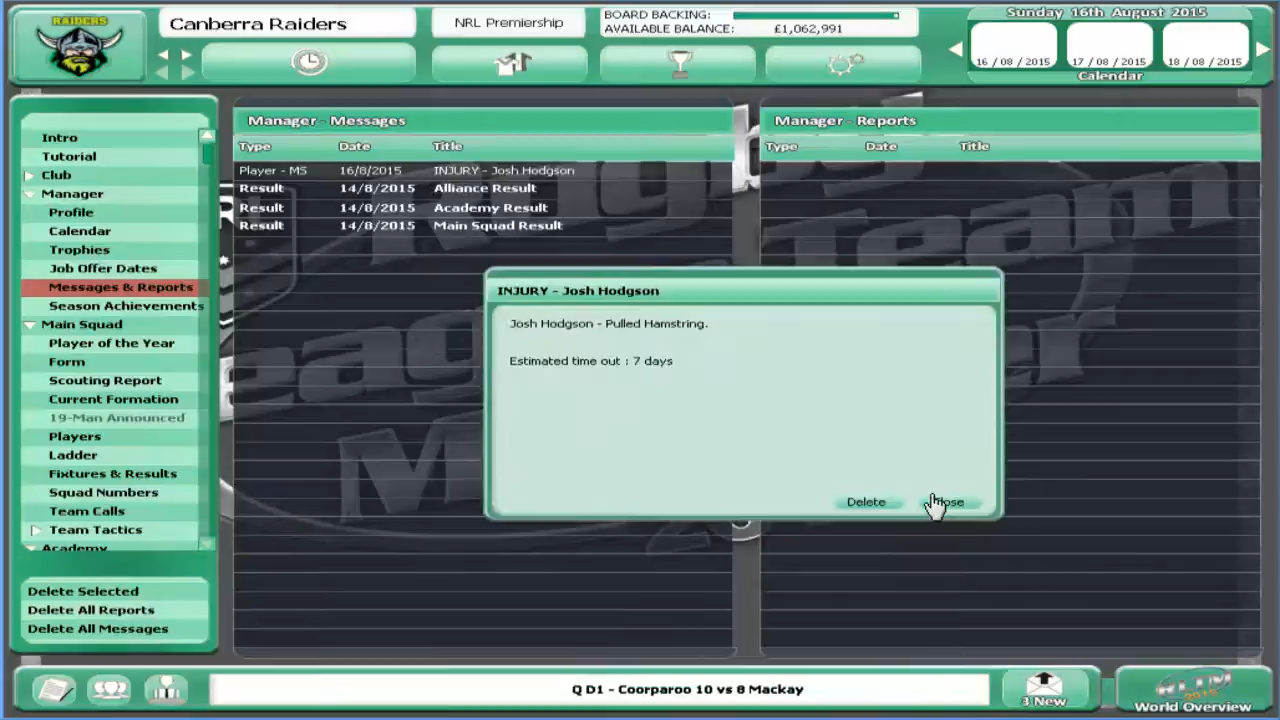 RAIDERS
Canberra Raiders
NRL Premiership
BOARD BACKING:
AVAILABLE BALANCE: £1,062,991
Sunday 16th August 2015
16 / 08 / 2015 17 / 08 / 2015 18 / 08 / 2015
Calendar
Intro
Tutorial
Club
Manager
Profile
Calendar
Trophies
Job Offer Dates
Messages & Reports
Season Achievements
Main Squad
Player of the Year
Form
Scouting Report
Current Formation
19-Man Announced
Players
Ladder
Fixtures & Results
Squad Numbers
Team Calls
Team Tactics
Academy
Delete Selected
Delete All Reports
Delete All Messages
Manager - Messages
Type Date Title
Player - MS 16/8/2015 INJURY - Josh Hodgson
Result 14/8/2015 Alliance Result
Result 14/8/2015 Academy Result
Result 14/8/2015 Main Squad Result
Manager - Reports
Type Date Title
Team
INJURY - Josh Hodgson
Josh Hodgson - Pulled Hamstring.
Estimated time out : 7 days
Delete Close
Q D1 - Coorparoo 10 vs 8 Mackay
3 New
RLTM
2015
World Overview